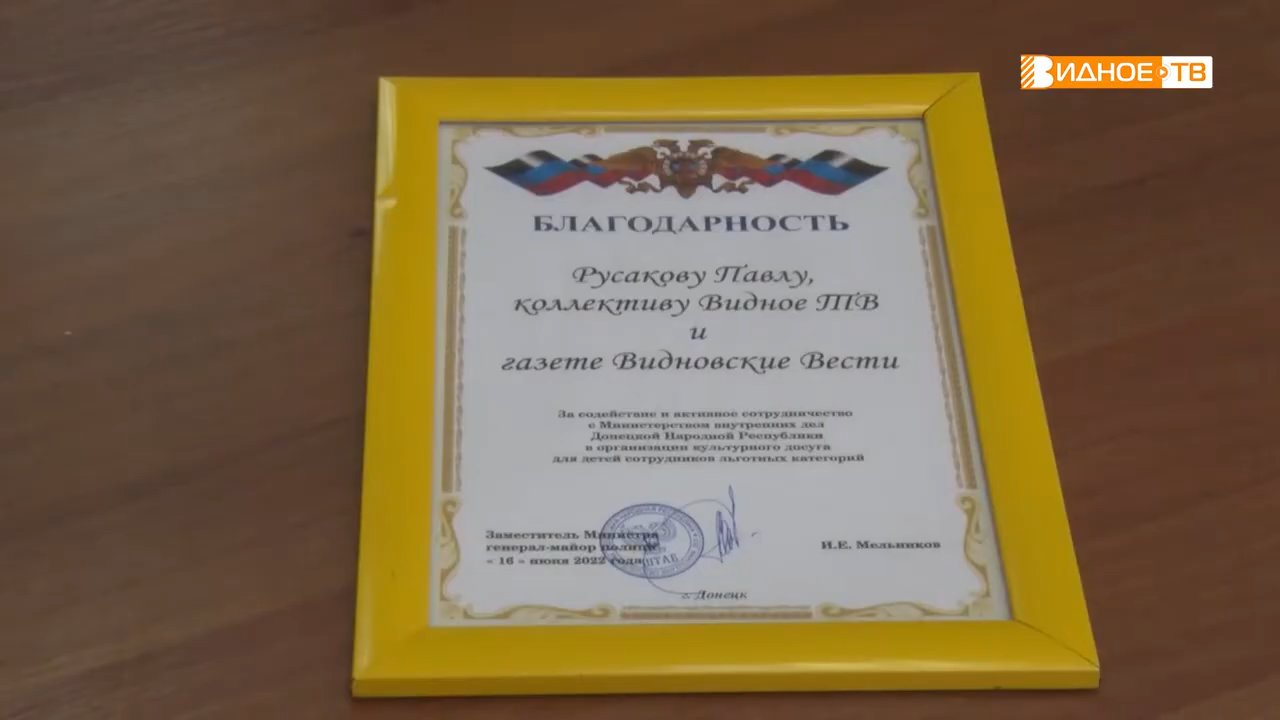 ВИДНОЕ ТВ
БЛАГОДАРНОСТЬ
Русакову Павлу,
коллективу Видное ТВ
и
газете Видновские Вести
За содействие и активное сотрудничество
с Министерством внутренних дел
Донецкой Народной Республики
в организации культурного досуга
для детей сотрудников льготных категорий
Заместитель Министра
генерал-майор полиции
« 16 » июня 2022 года
И.Е. Мельников
ШТАБ
г. Донецк